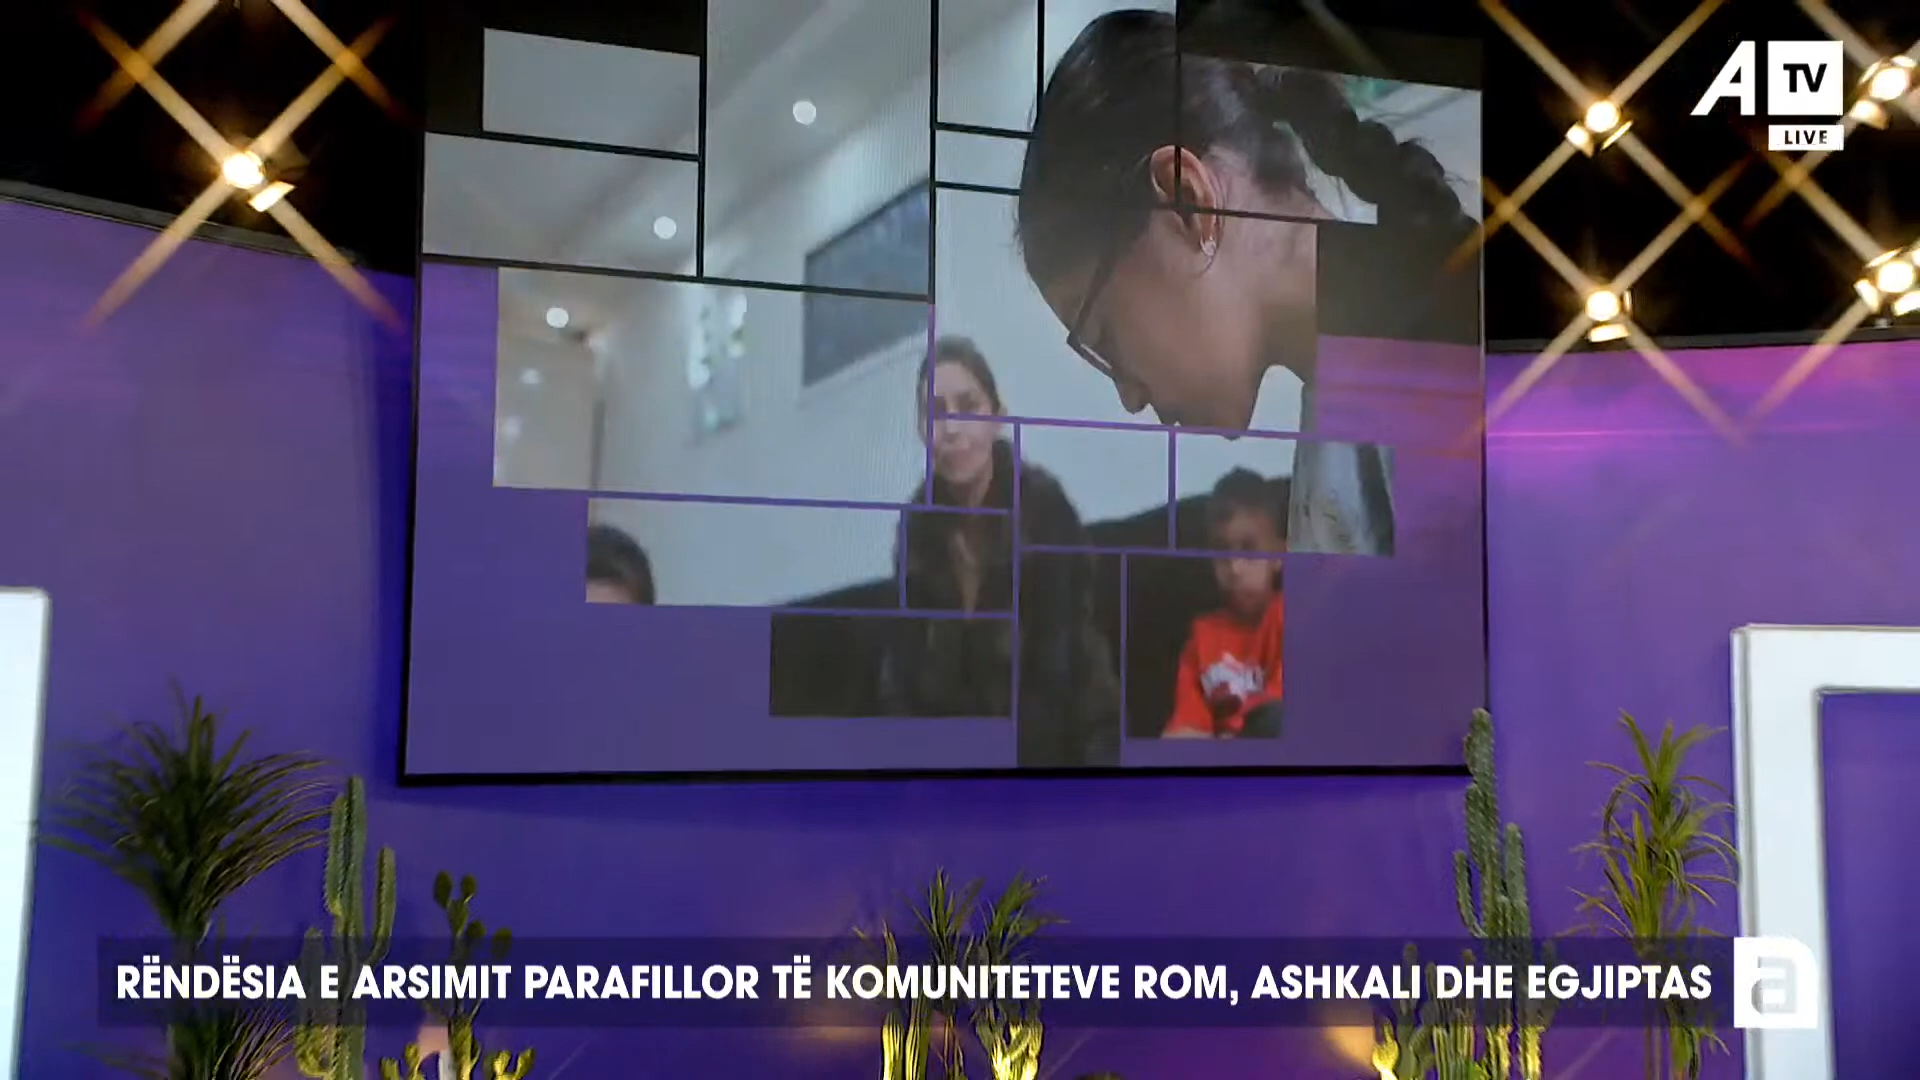 A TV
LIVE
RËNDËSIA E ARSIMIT PARAFILLOR TË KOMUNITETEVE ROM, ASHKALI DHE EGJIPTAS
a